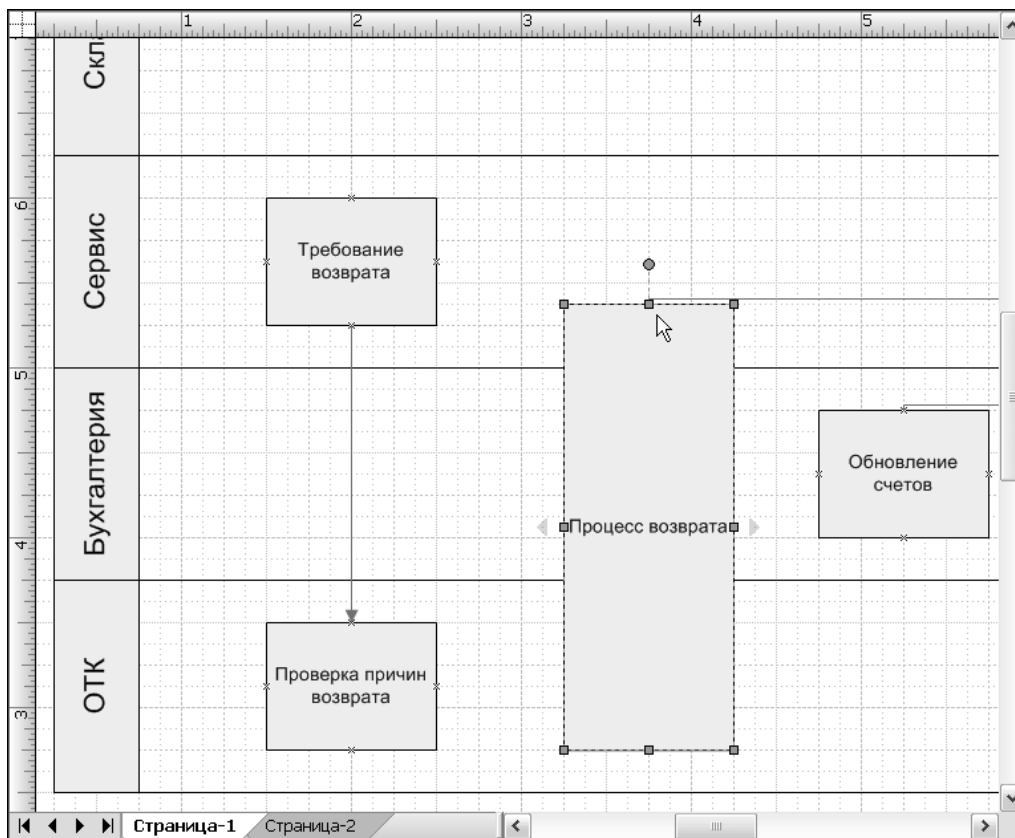 1 2 3 4 5
6
5
4
3
Сервис
Бухгалтерия
ОТК
Требование
возврата
Процесс возврата
Обновление
счетов
Проверка причин
возврата
Страница-1 Страница-2